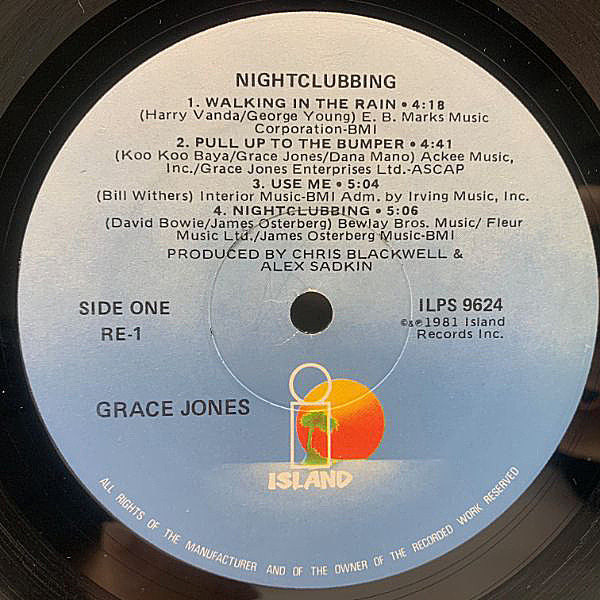 NIGHTCLUBBING
1. WALKING IN THE RAIN • 4:18
(Harry Vanda/George Young) E. B. Marks Music
Corporation-BMI
2. PULL UP TO THE BUMPER • 4:41
(Koo Koo Baya/Grace Jones/Dana Mano) Ackee Music,
Inc./Grace Jones Enterprises Ltd.-ASCAP
3. USE ME • 5:04
(Bill Withers) Interior Music-BMI Adm. by Irving Music, Inc.
4. NIGHTCLUBBING • 5:06
(David Bowie/James Osterberg) Bewlay Bros. Music/ Fleur
Music Ltd./James Osterberg Music-BMI
PRODUCED BY CHRIS BLACKWELL &
ALEX SADKIN
SIDE ONE
RE-1
ILPS 9624
©&℗1981 Island
Records Inc.
GRACE JONES
ISLAND
ALL RIGHTS OF THE MANUFACTURER AND OF THE OWNER OF THE RECORDED WORK RESERVED